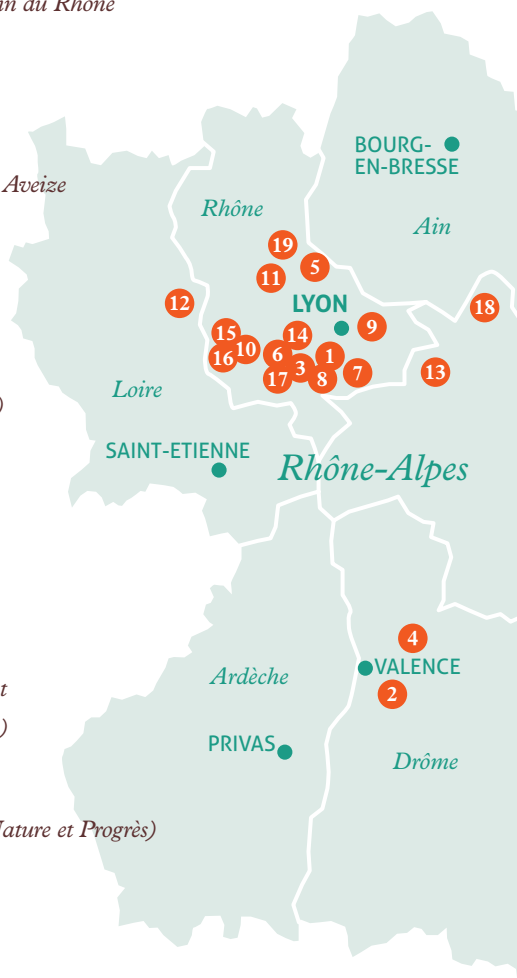 in du Rhône
BOURG-
EN-BRESSE
Aveize
Rhône
Ain
19
5
11
LYON
12
18
15
14
9
10
16
6
1
3
7
13
17
8
Loire
)
SAINT-ETIENNE
Rhône-Alpes
4
VALENCE
Ardèche
t
2
)
PRIVAS
Drôme
Nature et Progrès)